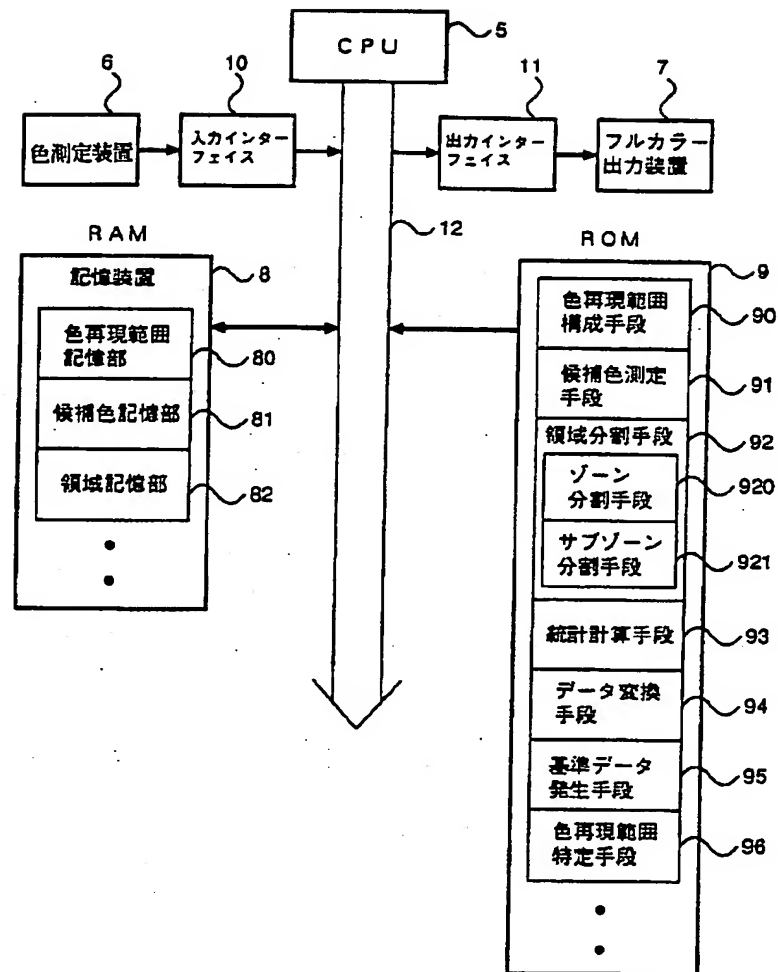 CPU
5
6
10
11
7
色測定装置
入力インター
フェイス
出力インター
フェイス
フルカラー
出力装置
12
RAM
記憶装置
8
色再現範囲
記憶部
80
候補色記憶部
81
領域記憶部
82
ROM
9
色再現範囲
構成手段
90
候補色測定
手段
91
領域分割手段
92
ゾーン
分割手段
920
サブゾーン
分割手段
921
統計計算手段
93
データ変換
手段
94
基準データ
発生手段
95
色再現範囲
特定手段
96